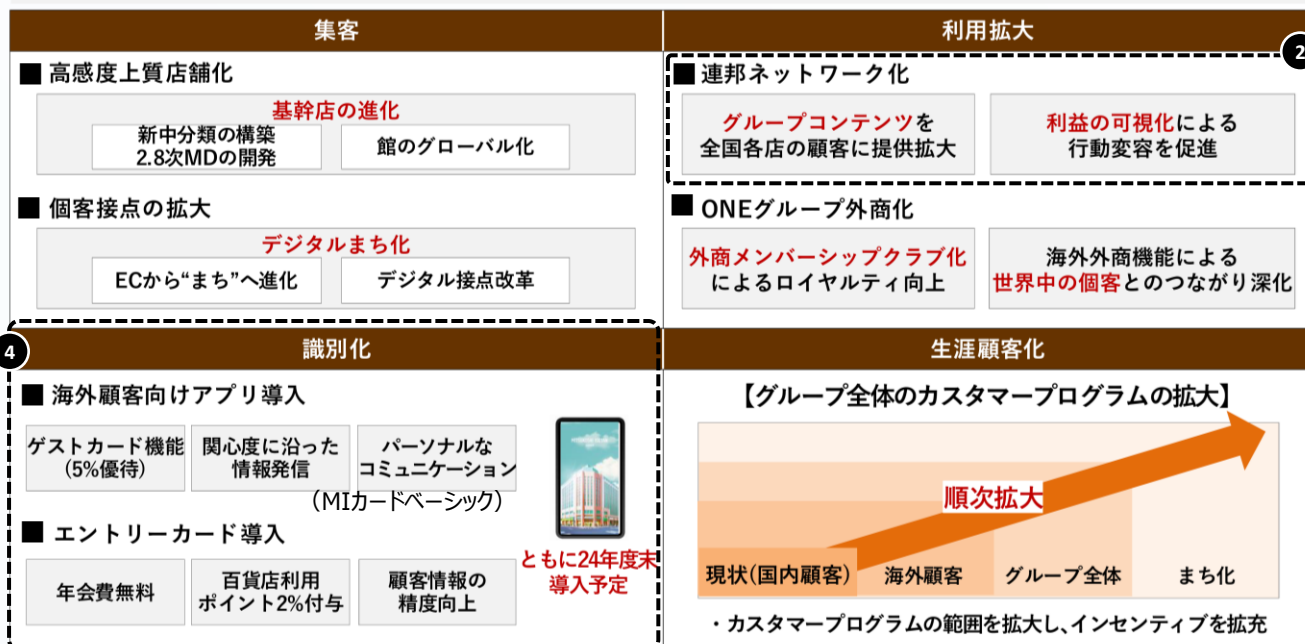 集客
■ 高感度上質店舗化
基幹店の進化
新中分類の構築
2.8次MDの開発
館のグローバル化
■ 個客接点の拡大
デジタルまち化
ECから“まち”へ進化
デジタル接点改革
利用拡大
2
■ 連邦ネットワーク化
グループコンテンツを
全国各店の顧客に提供拡大
利益の可視化による
行動変容を促進
■ ONEグループ外商化
外商メンバーシップクラブ化
によるロイヤルティ向上
海外外商機能による
世界中の個客とのつながり深化
4
識別化
■ 海外顧客向けアプリ導入
ゲストカード機能
(5%優待)
関心度に沿った
情報発信
パーソナルな
コミュニケーション
（MIカードベーシック）
■ エントリーカード導入
年会費無料
百貨店利用
ポイント2%付与
顧客情報の
精度向上
ともに24年度末
導入予定
生涯顧客化
【グループ全体のカスタマープログラムの拡大】
順次拡大
現状(国内顧客)
海外顧客
グループ全体
まち化
・カスタマープログラムの範囲を拡大し、インセンティブを拡充